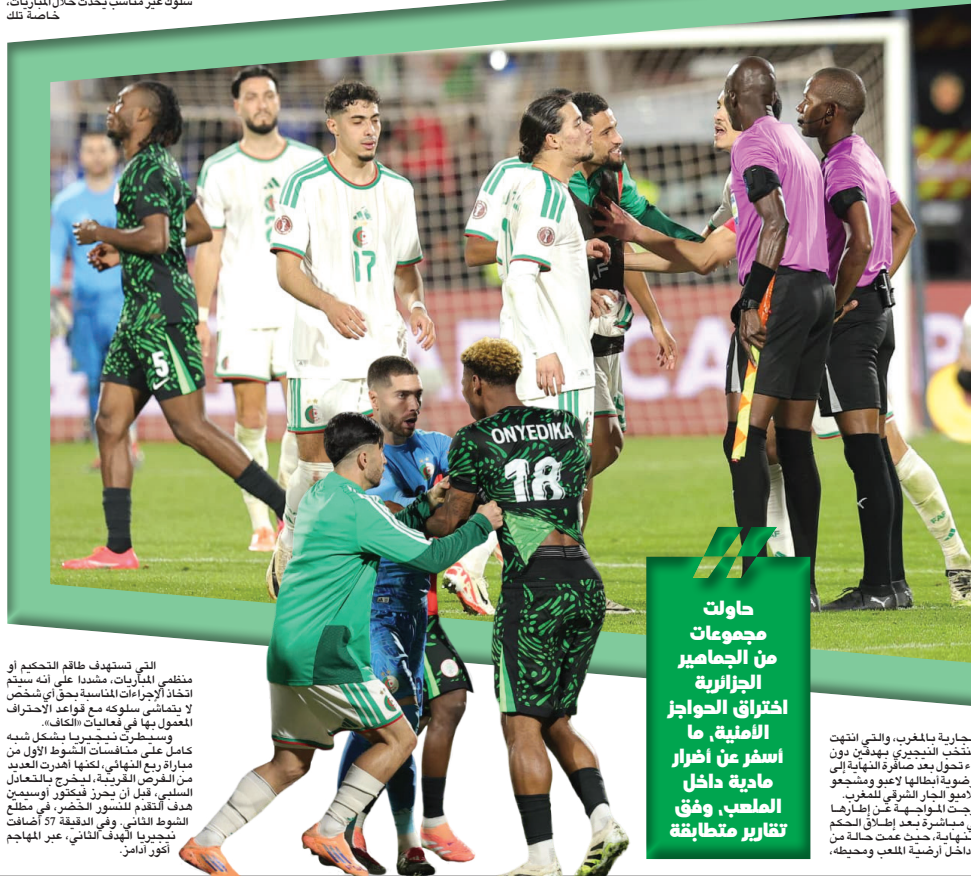 سلوك غير مناسب يحدث خلال المباريات،
خاصة تلك
5
17
ONYEDIKA
18
جارية بالمغرب، والتي انتهت
نتخب النيجيري بهدفين دون
ء تحول بعد صافرة النهاية إلى
رضوية أبطالها لاعبو ومشجعو
لاميو الجار الشرقي للمغرب.
رجت المواجهة عن إطارها
ي مباشرة بعد إطلاق الحكم
نهاية، حيث عمت حالة من
داخل أرضية الملعب ومحيطه،
حاولت
مجموعات
من الجماهير
الجزائرية
اختراق الحواجز
الأمنية، ما
أسفر عن أضرار
مادية داخل
الملعب، وفق
تقارير متطابقة
التي تستهدف طاقم التحكيم أو
منظمي المباريات، مشددا على أنه سيتم
اتخاذ الإجراءات المناسبة بحق أي شخص
لا يتماشى سلوكه مع قواعد الاحتراف
المعمول بها في فعاليات «الكاف».
وسيطرت نيجيريا بشكل شبه
كامل على منافسات الشوط الأول من
مباراة ربع النهائي، لكنها أهدرت العديد
من الفرص القريبة، ليخرج بالتعادل
السلبي، قبل أن يحرز فيكتور أوسيمين
هدف التقدم للنسور الخضر، في مطلع
الشوط الثاني. وفي الدقيقة 57 أضافت
نيجيريا الهدف الثاني، عبر المهاجم
أكور أدامز.